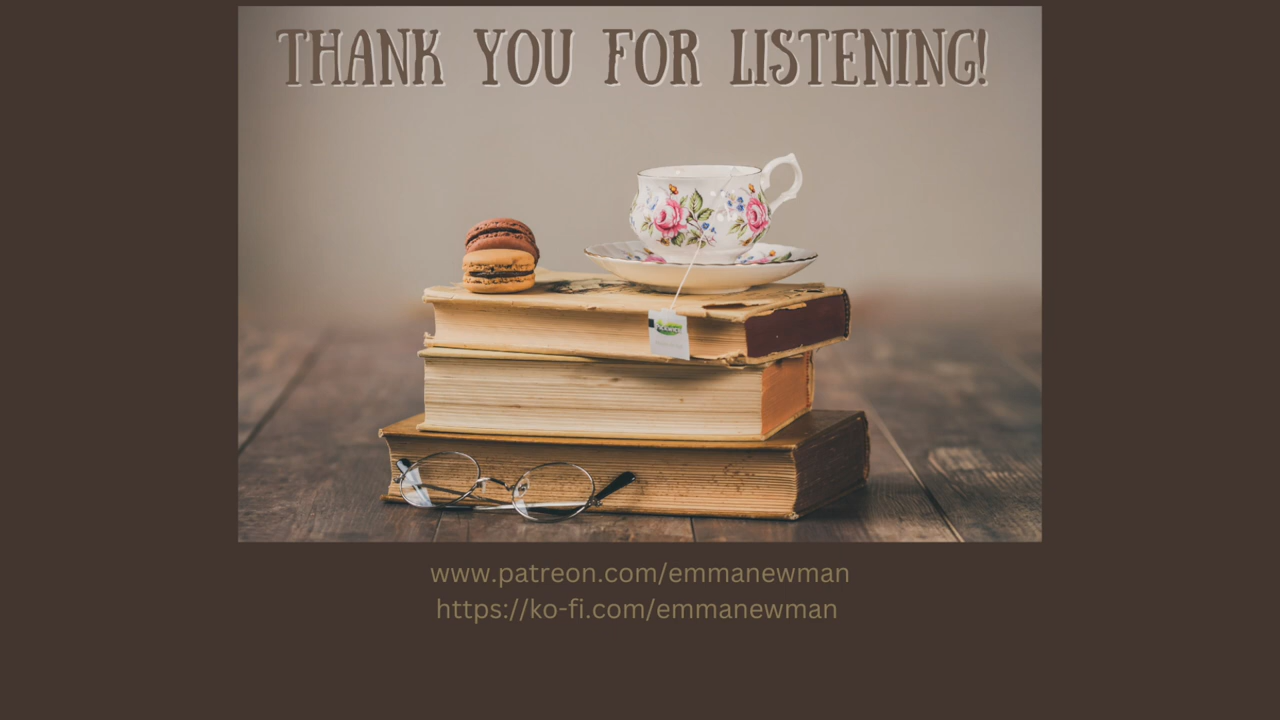 THANK YOU FOR LISTENING!
www.patreon.com/emmanewman
https://ko-fi.com/emmanewman